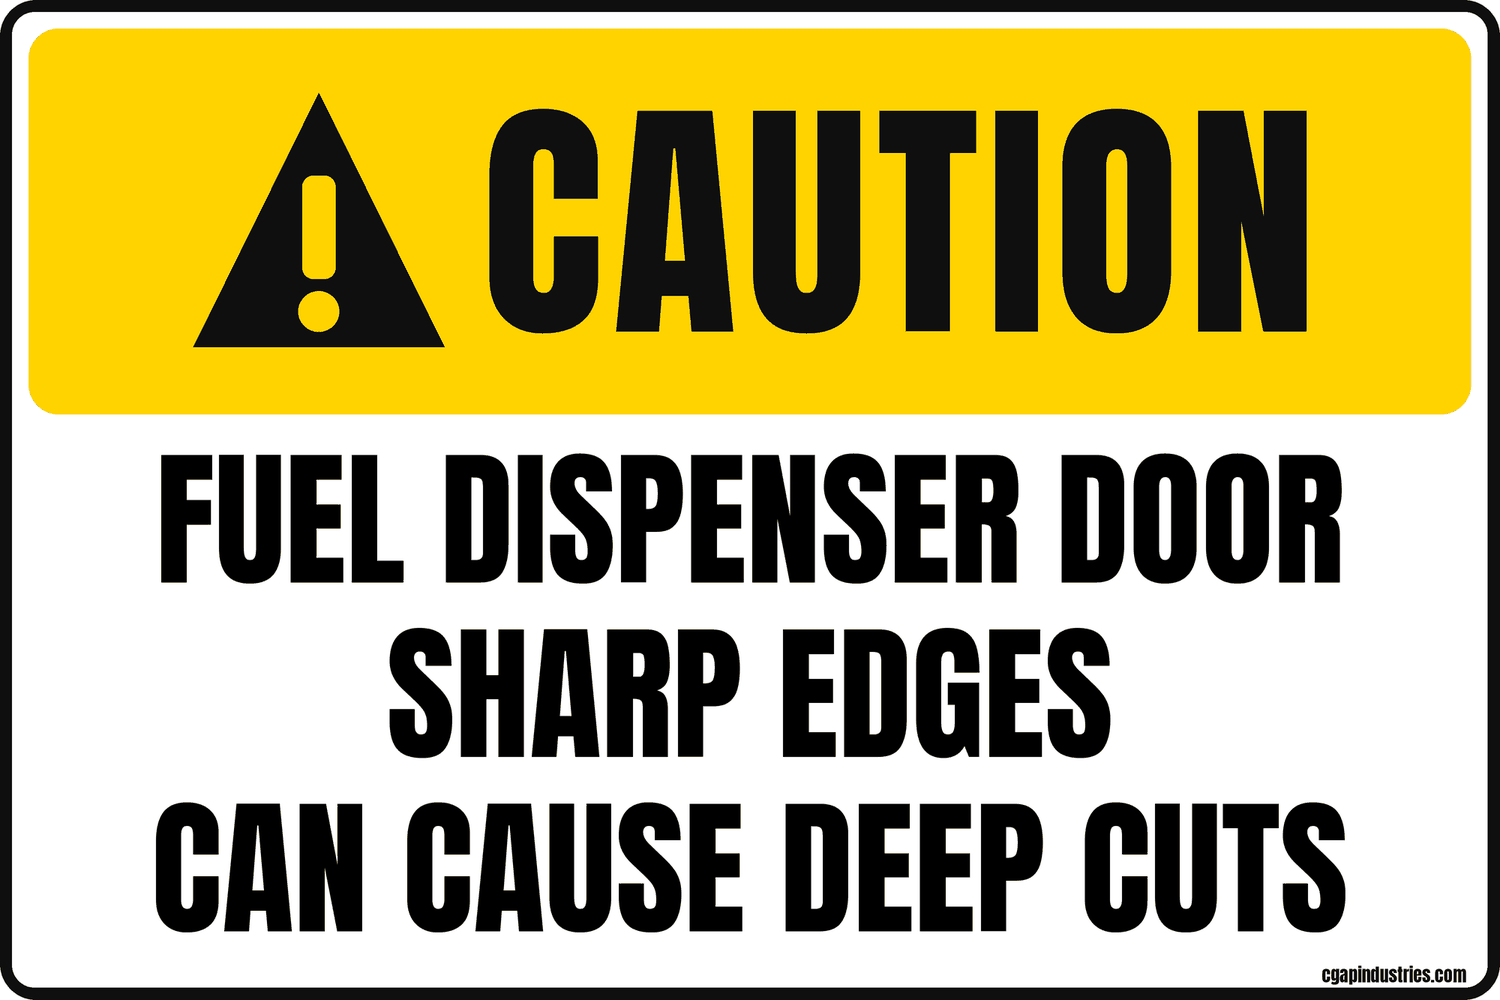 CAUTION
FUEL DISPENSER DOOR
SHARP EDGES
CAN CAUSE DEEP CUTS
cgapindustries.com